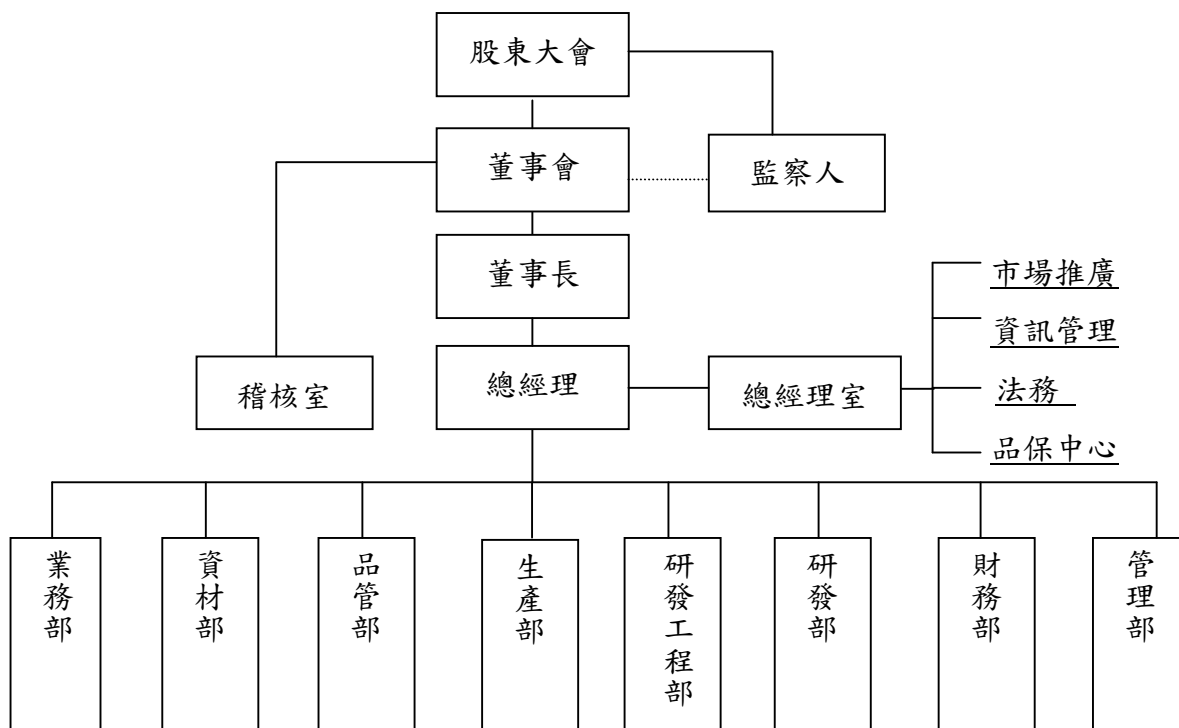 股東大會
董事會
監察人
董事長
市場推廣
資訊管理
稽核室
總經理
總經理室
法務
品保中心
業務部
資材部
品管部
生產部
研發工程部
研發部
財務部
管理部